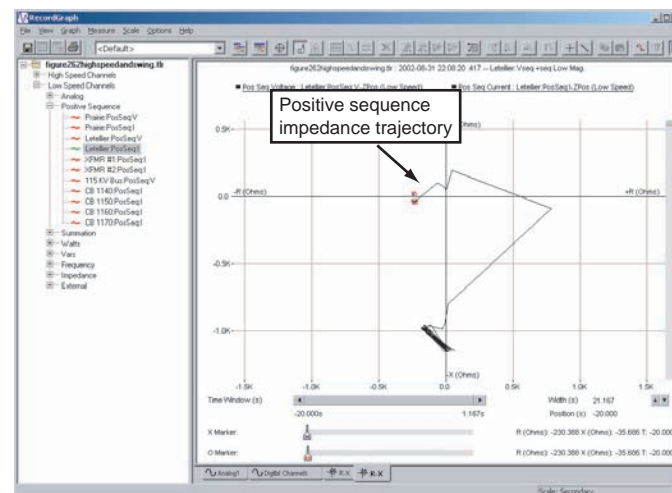 RecordGraph
File View Graph Measure Scale Options Help
<Default>
figure262highspeedandswing.tlr
High Speed Channels
Low Speed Channels
Analog
Positive Sequence
Prairie:PosSeqV
Prairie:PosSeqI
Letellier:PosSeqV
Letellier:PosSeqI
XFMR #1:PosSeqI
XFMR #2:PosSeqI
115 KV Bus:PosSeqV
CB 1140:PosSeqI
CB 1150:PosSeqI
CB 1160:PosSeqI
CB 1170:PosSeqI
Summation
Watts
Vars
Frequency
Impedance
External
figure262highspeedandswing.tlr : 2002-08-31 22:08:20 .417 -- Letellier:Vseq +seq Low Mag.
Pos Seq Voltage : Letellier PosSeq V-ZPos (Low Speed) Pos Seq Current : Letellier PosSeq I-ZPos (Low Speed)
Positive sequence
impedance trajectory
(Ohms)
0.5K
0.0 -R (Ohms) +R (Ohms)
-0.5K
-1.0K
-X (Ohms)
-1.5K -1.0K -0.5K 0.0 0.5K 1.0K 1.5K
Time Window (s) Width (s) 21.167
-20.000s 1.167s Position (s) -20.000
X Marker: R (Ohms): -230.388 X (Ohms): -35.686 T: -20.000
O Marker: R (Ohms): -230.388 X (Ohms): -35.686 T: -20.000
Analog1 Digital Channels R-X R-X
Scale: Secondary